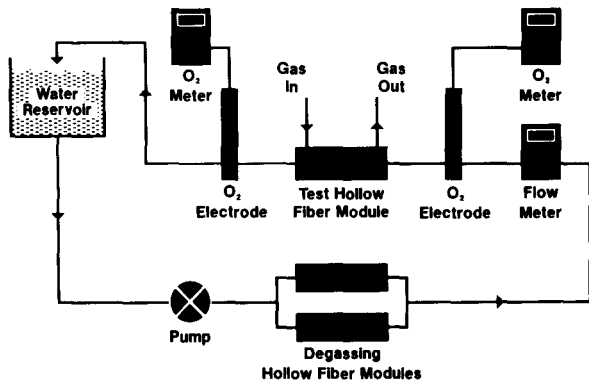 O₂
Meter
Water
Reservoir
Gas
In
Gas
Out
O₂
Meter
O₂
Electrode
Test Hollow
Fiber Module
O₂
Electrode
Flow
Meter
Pump
Degassing
Hollow Fiber Modules